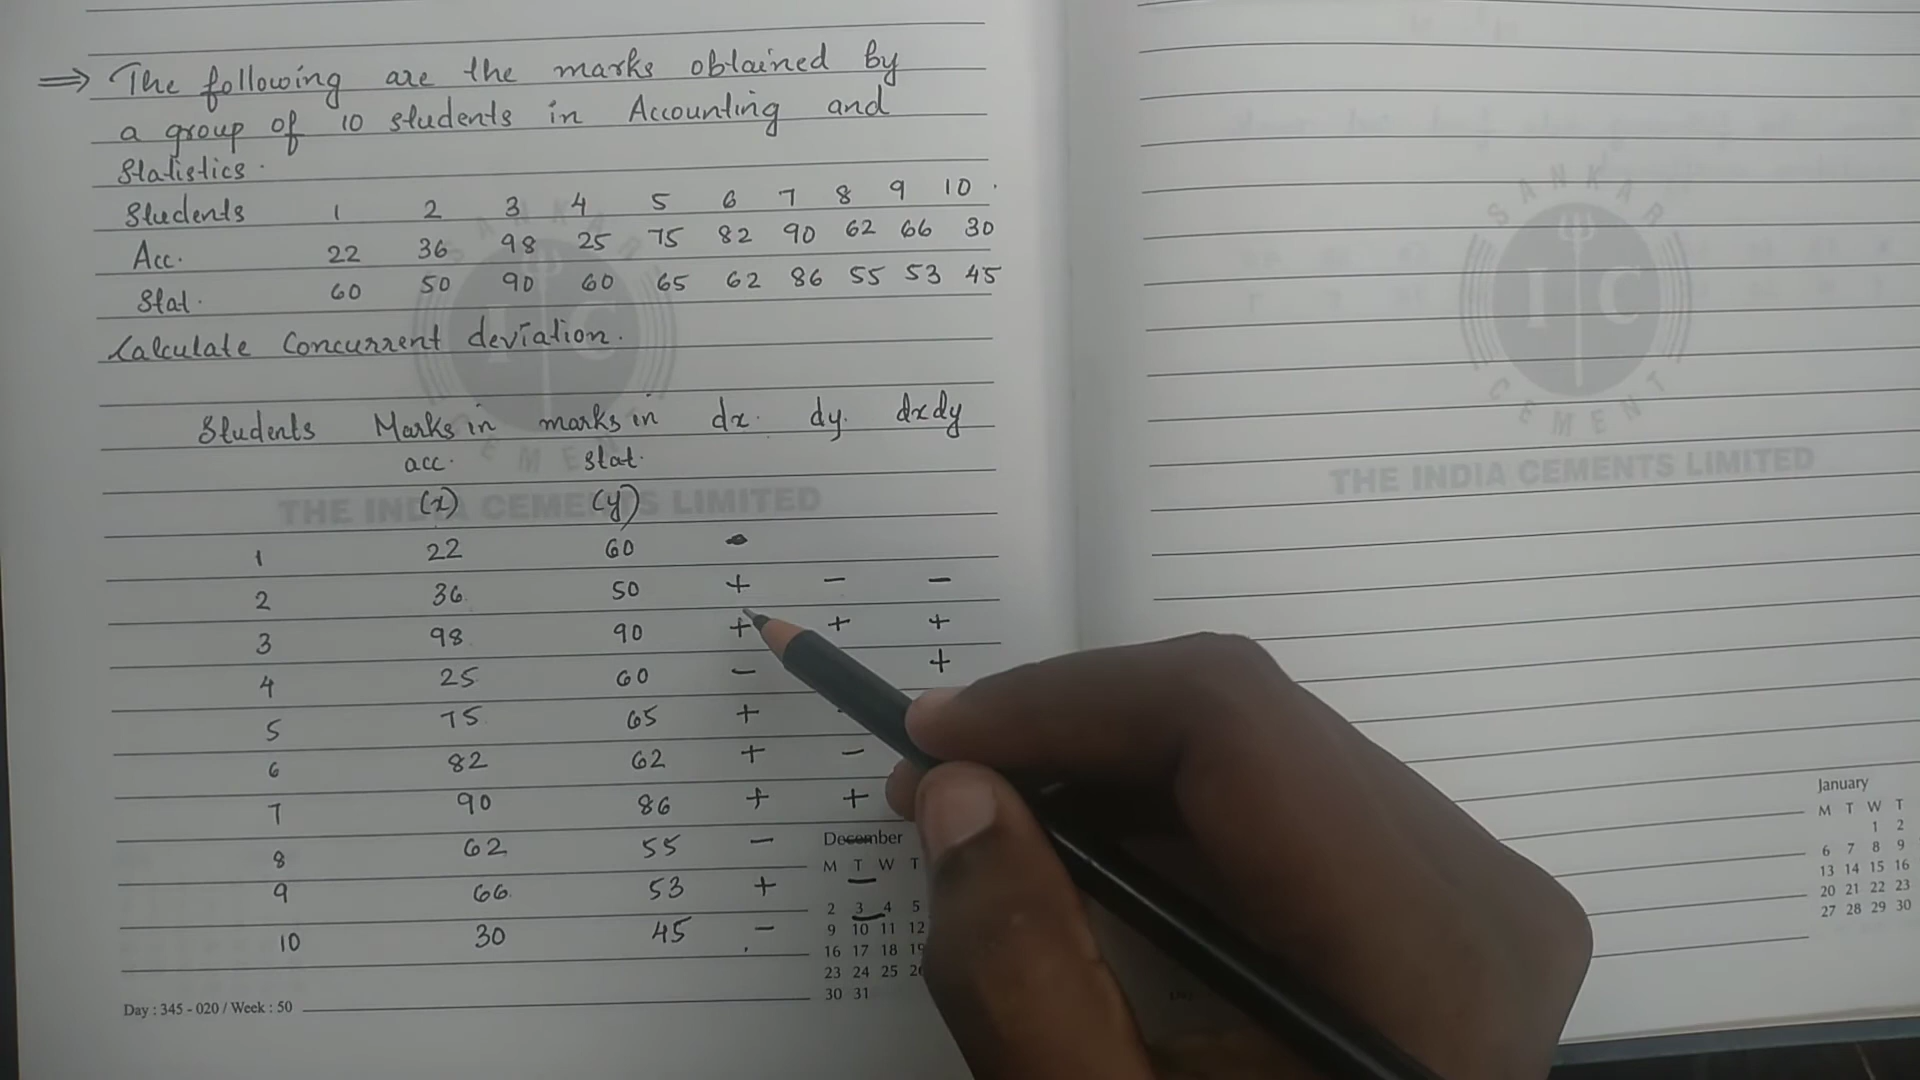 ⇒ The following are the marks obtained by
a group of 10 students in Accounting and
Statistics.
Students 1 2 3 4 5 6 7 8 9 10.
Acc. 22 36 98 25 75 82 90 62 66 30
Stat. 60 50 90 60 65 62 86 55 53 45
Calculate Concurrent deviation.
Students Marks in marks in dx. dy. dxdy
acc. stat.
(x) (y)
1 22 60
2 36 50 + - -
3 98 90 + + +
4 25 60 - +
5 75 65 +
6 82 62 + -
7 90 86 + +
8 62 55 -
9 66 53 +
10 30 45 -
December
M T W T
2 3 4 5
9 10 11 12
16 17 18 19
23 24 25 26
30 31
Day : 345 - 020 / Week : 50
SANKAR
I C
CEMENT
THE INDIA CEMENTS LIMITED
SANKAR
I C
CEMENT
THE INDIA CEMENTS LIMITED
January
M T W T
1 2
6 7 8 9
13 14 15 16
20 21 22 23
27 28 29 30